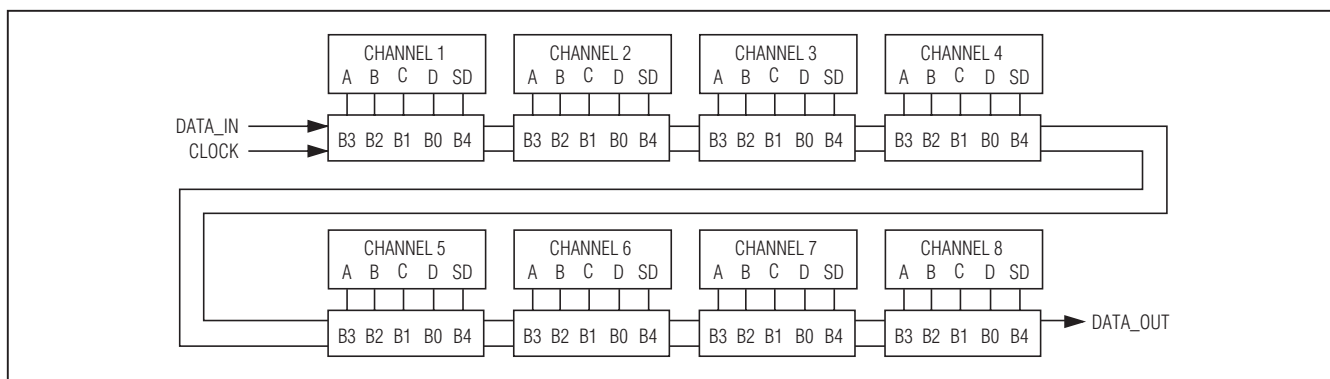 CHANNEL 1 CHANNEL 2 CHANNEL 3 CHANNEL 4
A B C D SD A B C D SD A B C D SD A B C D SD
DATA_IN
B3 B2 B1 B0 B4 B3 B2 B1 B0 B4 B3 B2 B1 B0 B4 B3 B2 B1 B0 B4
CLOCK
CHANNEL 5 CHANNEL 6 CHANNEL 7 CHANNEL 8
A B C D SD A B C D SD A B C D SD A B C D SD
B3 B2 B1 B0 B4 B3 B2 B1 B0 B4 B3 B2 B1 B0 B4 B3 B2 B1 B0 B4 DATA_OUT